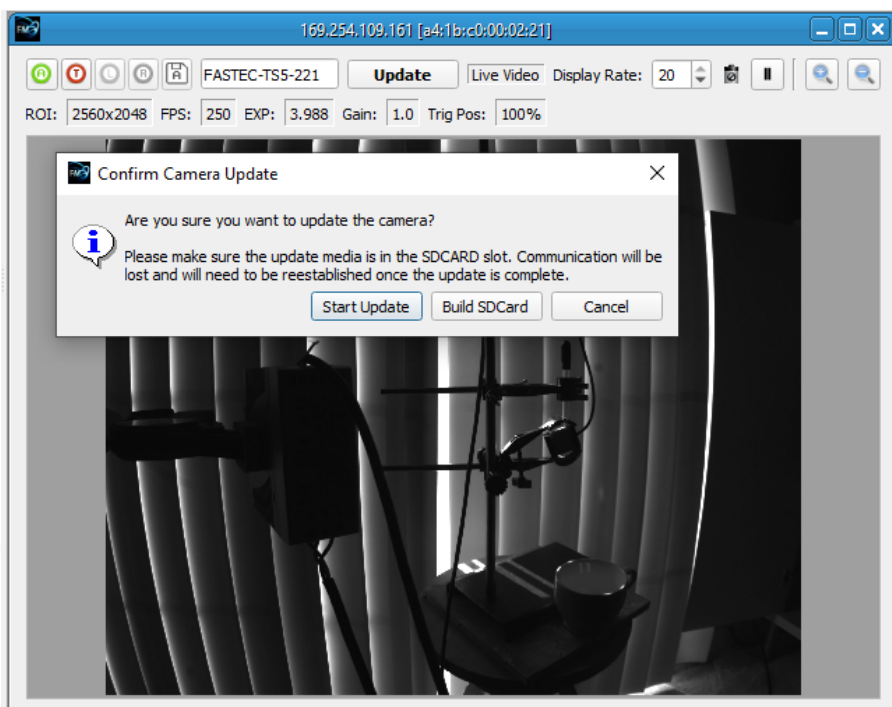 169.254.109.161 [a4:1b:c0:00:02:21]
FASTEC-TS5-221 Update Live Video Display Rate: 20
ROI: 2560x2048 FPS: 250 EXP: 3.988 Gain: 1.0 Trig Pos: 100%
Confirm Camera Update
Are you sure you want to update the camera?
Please make sure the update media is in the SDCARD slot. Communication will be
lost and will need to be reestablished once the update is complete.
Start Update Build SDCard Cancel